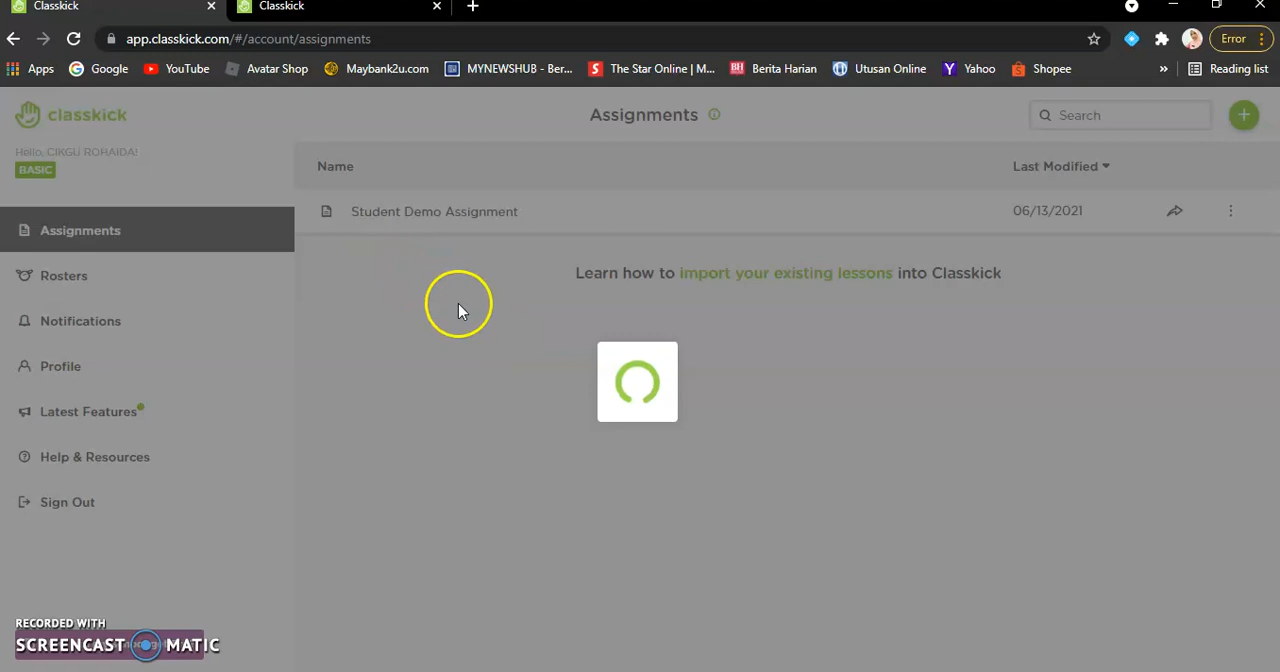 Classkick
Classkick
app.classkick.com/#/account/assignments
Error
Apps
Google
YouTube
Avatar Shop
Maybank2u.com
MYNEWSHUB - Ber...
The Star Online | M...
Berita Harian
Utusan Online
Yahoo
Shopee
»
Reading list
classkick
Assignments
Search
Hello, CIKGU ROHAIDA!
BASIC
Name
Last Modified
Student Demo Assignment
06/13/2021
Assignments
Learn how to import your existing lessons into Classkick
Rosters
Notifications
Profile
Latest Features
Help & Resources
Sign Out
RECORDED WITH
SCREENCAST MATIC